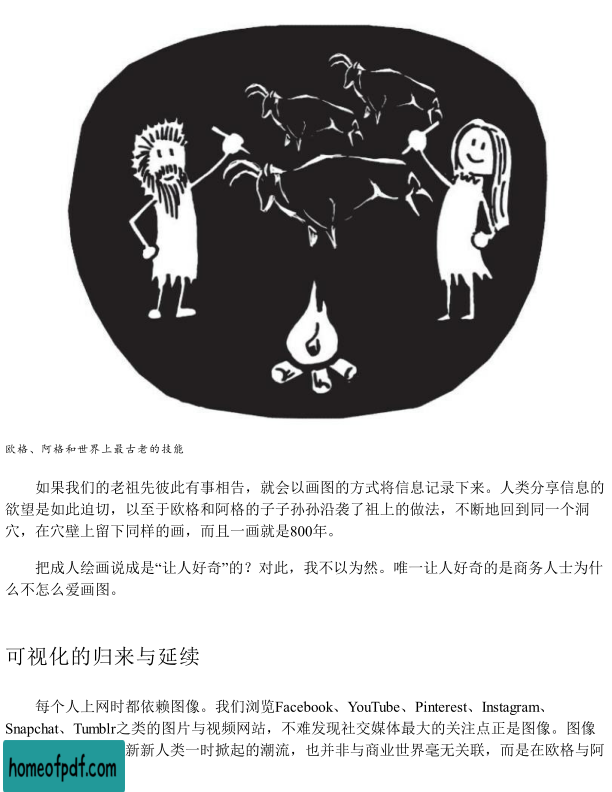 欧格、阿格和世界上最古老的技能
如果我们的老祖先彼此有事相告，就会以画图的方式将信息记录下来。人类分享信息的
欲望是如此迫切，以至于欧格和阿格的子子孙孙沿袭了祖上的做法，不断地回到同一个洞
穴，在穴壁上留下同样的画，而且一画就是800年。
把成人绘画说成是“让人好奇”的？对此，我不以为然。唯一让人好奇的是商务人士为什
么不怎么爱画图。
可视化的归来与延续
每个人上网时都依赖图像。我们浏览Facebook、YouTube、Pinterest、Instagram、
Snapchat、Tumblr之类的图片与视频网站，不难发现社交媒体最大的关注点正是图像。图像
新新人类一时掀起的潮流，也并非与商业世界毫无关联，而是在欧格与阿
homeofpdf.com